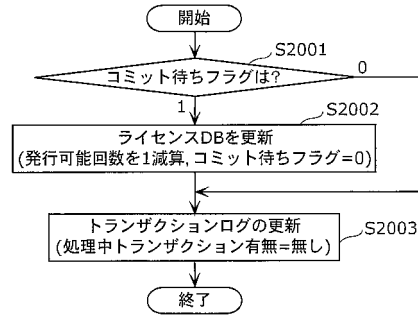 開始
S2001
コミット待ちフラグは?
0
1
S2002
ライセンスDBを更新
(発行可能回数を1減算,コミット待ちフラグ=0)
トランザクションログの更新
(処理中トランザクション有無=無し)
S2003
終了